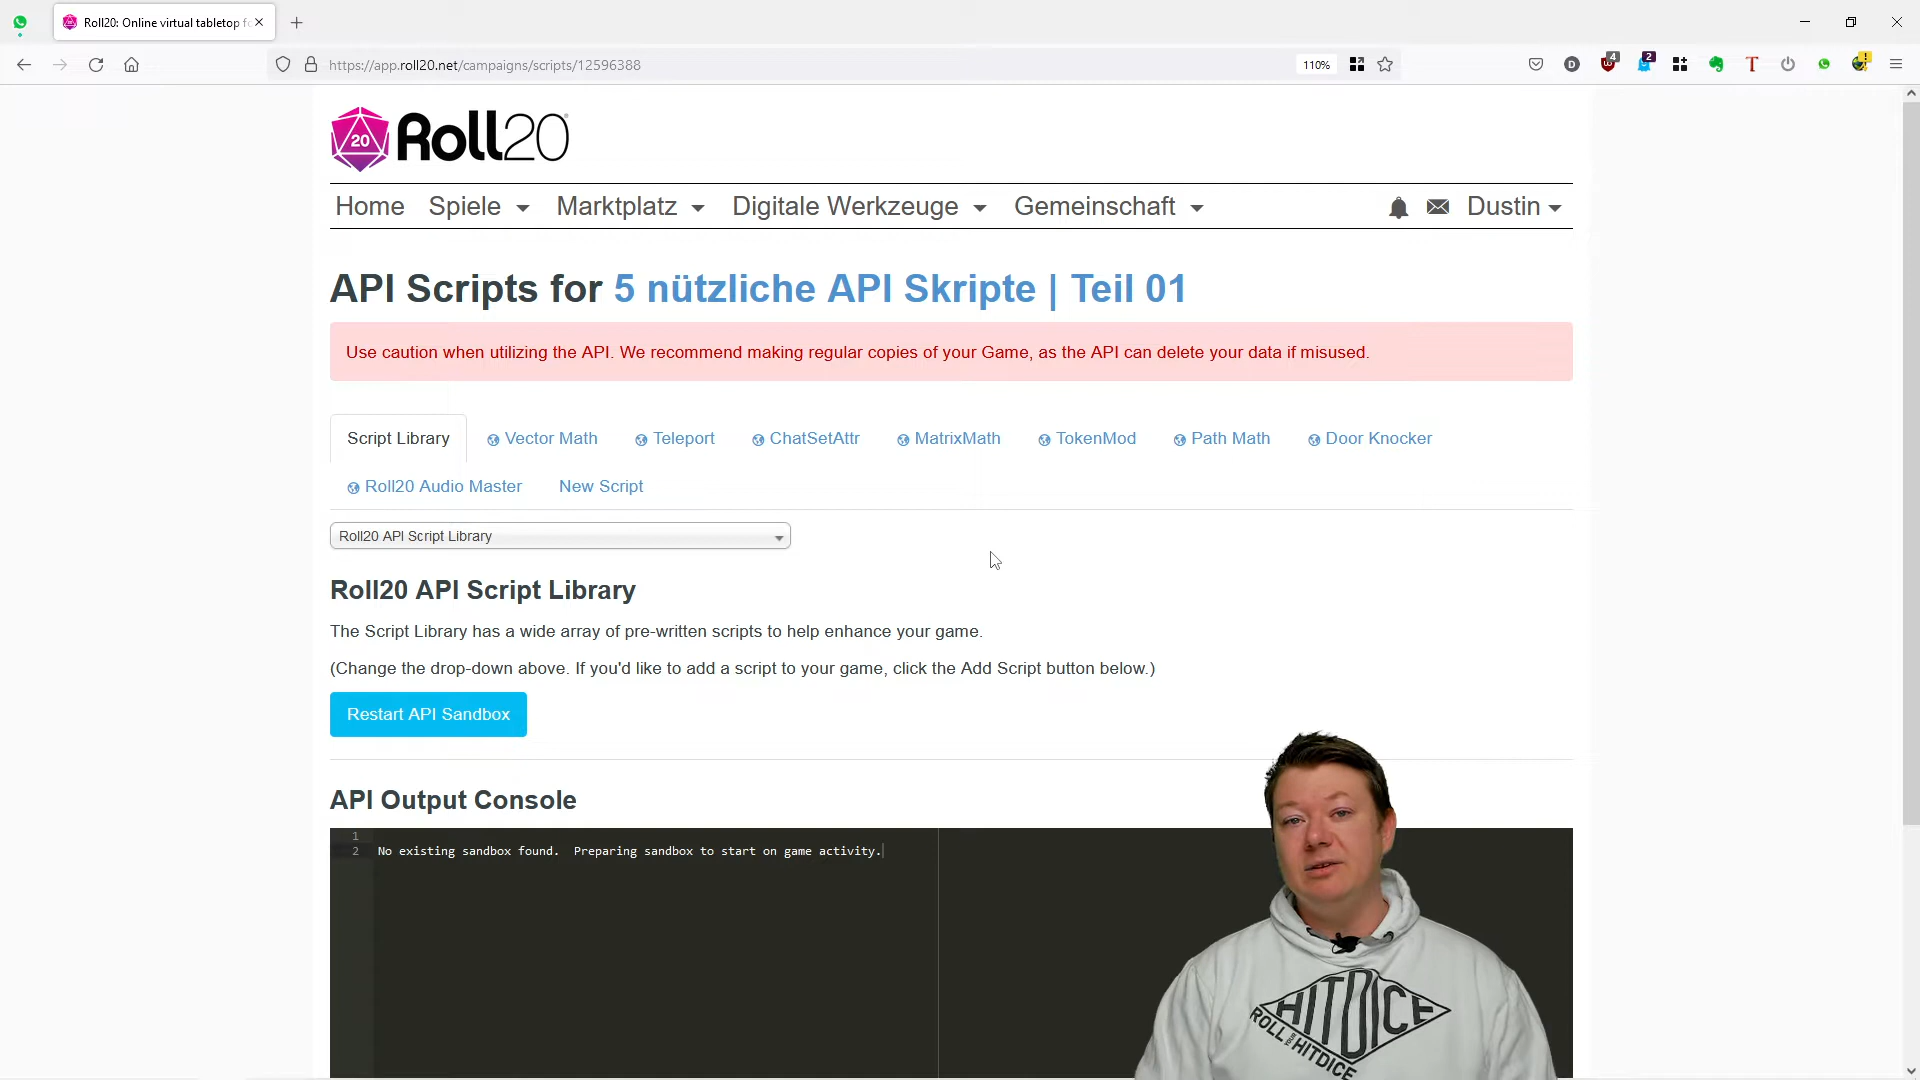 Roll20: Online virtual tabletop fo
https://app.roll20.net/campaigns/scripts/12596388
110%
D
4
2
T
20 Roll20
Home Spiele Marktplatz Digitale Werkzeuge Gemeinschaft Dustin
API Scripts for 5 nützliche API Skripte | Teil 01
Use caution when utilizing the API. We recommend making regular copies of your Game, as the API can delete your data if misused.
Script Library Vector Math Teleport ChatSetAttr MatrixMath TokenMod Path Math Door Knocker
Roll20 Audio Master New Script
Roll20 API Script Library
Roll20 API Script Library
The Script Library has a wide array of pre-written scripts to help enhance your game.
(Change the drop-down above. If you'd like to add a script to your game, click the Add Script button below.)
Restart API Sandbox
API Output Console
1
2 No existing sandbox found. Preparing sandbox to start on game activity.
HITDICE
ROLL YOUR HITDICE